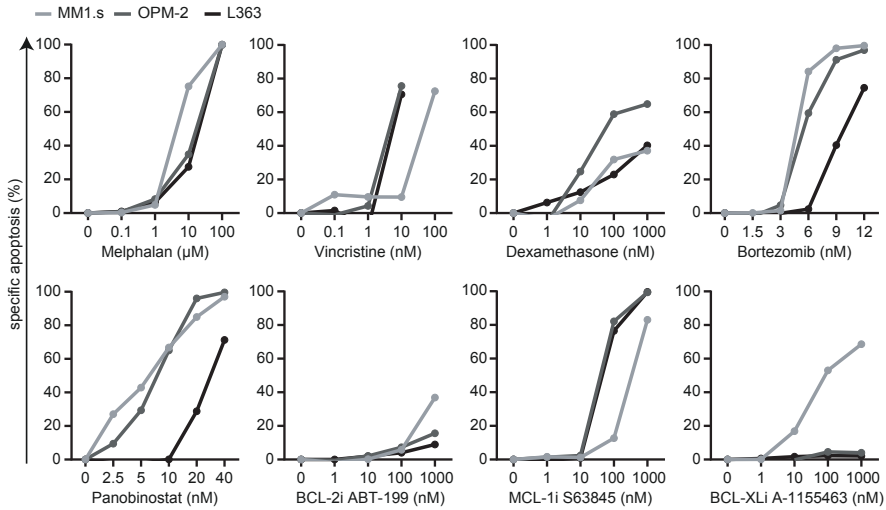 MM1.s OPM-2 L363
specific apoptosis (%)
100 100 100 100
80 80 80 80
60 60 60 60
40 40 40 40
20 20 20 20
0 0 0 0
0 0.1 1 10 100 0 0.1 1 10 100 0 1 10 100 1000 0 1.5 3 6 9 12
Melphalan (µM) Vincristine (nM) Dexamethasone (nM) Bortezomib (nM)
100 100 100 100
80 80 80 80
60 60 60 60
40 40 40 40
20 20 20 20
0 0 0 0
0 2.5 5 10 20 40 0 1 10 100 1000 0 1 10 100 1000 0 1 10 100 1000
Panobinostat (nM) BCL-2i ABT-199 (nM) MCL-1i S63845 (nM) BCL-XLi A-1155463 (nM)